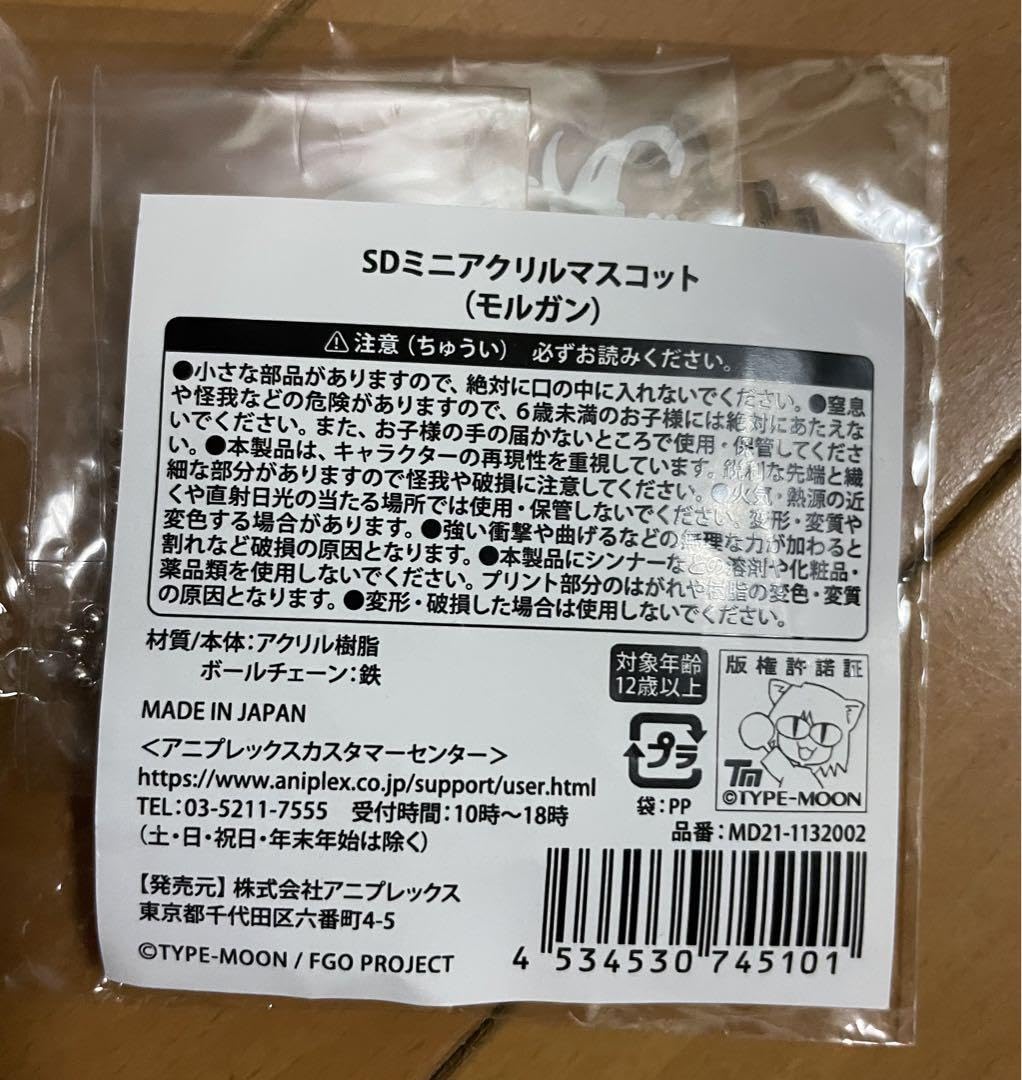 SDミニアクリルマスコット
(モルガン)
⚠注意(ちゅうい) 必ずお読みください。
●小さな部品がありますので、絶対に口の中に入れないでください。●窒息
や怪我などの危険がありますので、6歳未満のお子様には絶対にあたえな
いでください。また、お子様の手の届かないところで使用・保管してくださ
い。●本製品は、キャラクターの再現性を重視しています。鋭利な先端と繊
細な部分がありますので怪我や破損に注意してください。●火気・熱源の近
くや直射日光の当たる場所では使用・保管しないでください。変形・変質や
変色する場合があります。●強い衝撃や曲げるなどの無理な力が加わると
割れなど破損の原因となります。●本製品にシンナーなどの溶剤や化粧品・
薬品類を使用しないでください。プリント部分のはがれや樹脂の変色・変質
の原因となります。●変形・破損した場合は使用しないでください。
材質/本体:アクリル樹脂
ボールチェーン:鉄
MADE IN JAPAN
<アニプレックスカスタマーセンター>
https://www.aniplex.co.jp/support/user.html
TEL:03-5211-7555 受付時間:10時〜18時
(土・日・祝日・年末年始は除く)
【発売元】株式会社アニプレックス
東京都千代田区六番町4-5
©TYPE-MOON / FGO PROJECT
対象年齢
12歳以上
プラ
袋:PP
版権許諾証
TM
©TYPE-MOON
品番:MD21-1132002
4 534530 745101